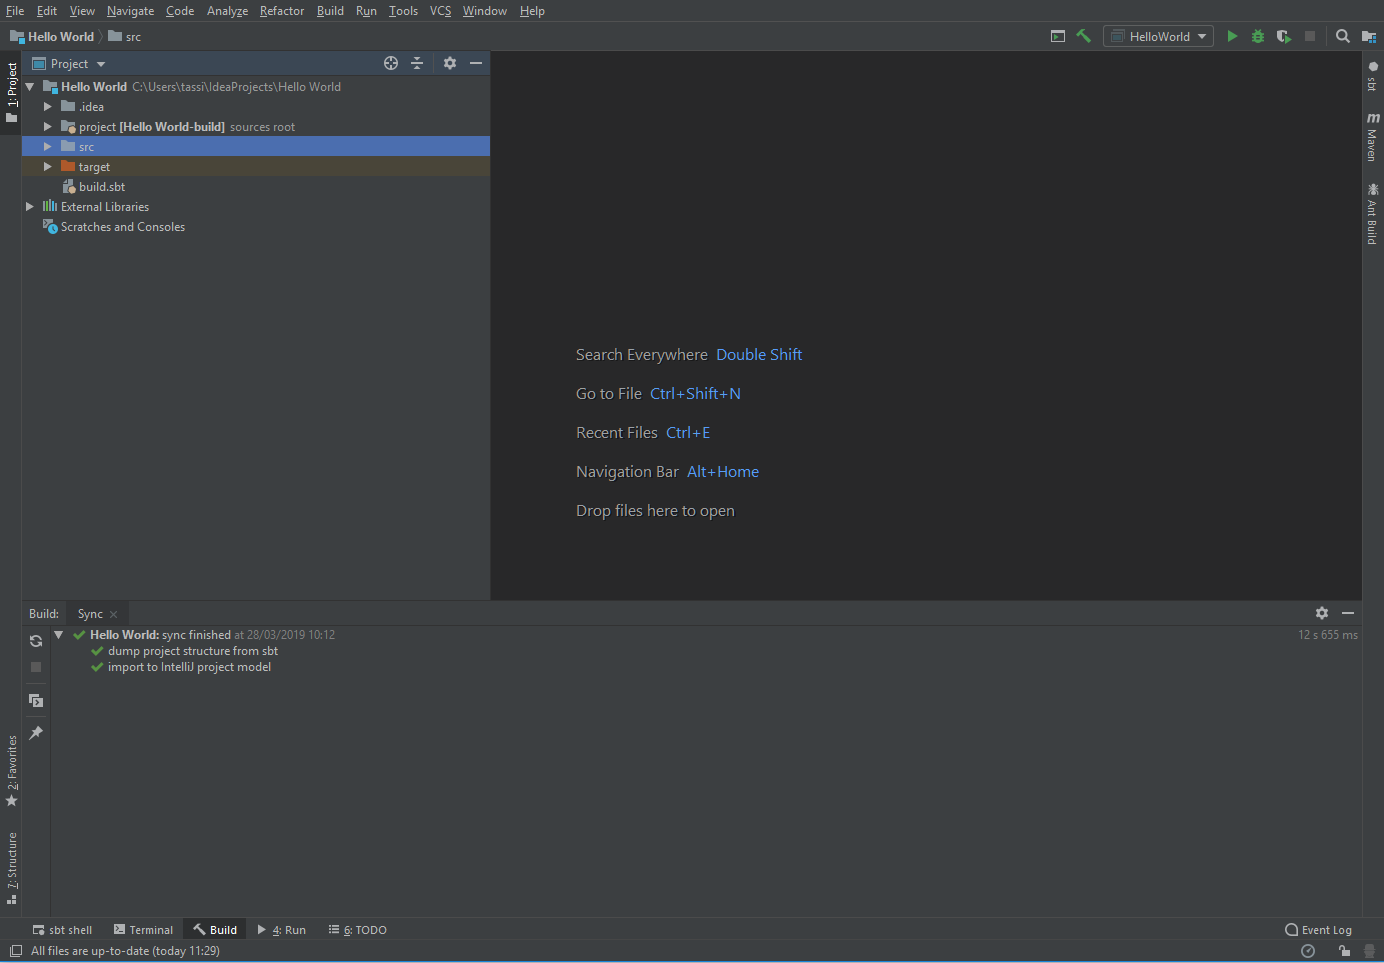 File Edit View Navigate Code Analyze Refactor Build Run Tools VCS Window Help
Hello World src
HelloWorld
1: Project
Project
Hello World C:\Users\tassi\IdeaProjects\Hello World
.idea
project [Hello World-build] sources root
src
target
build.sbt
External Libraries
Scratches and Consoles
Search Everywhere Double Shift
Go to File Ctrl+Shift+N
Recent Files Ctrl+E
Navigation Bar Alt+Home
Drop files here to open
sbt
m Maven
Ant Build
Build: Sync
Hello World: sync finished at 28/03/2019 10:12 12 s 655 ms
dump project structure from sbt
import to IntelliJ project model
2: Favorites
7: Structure
sbt shell Terminal Build 4: Run 6: TODO Event Log
All files are up-to-date (today 11:29)